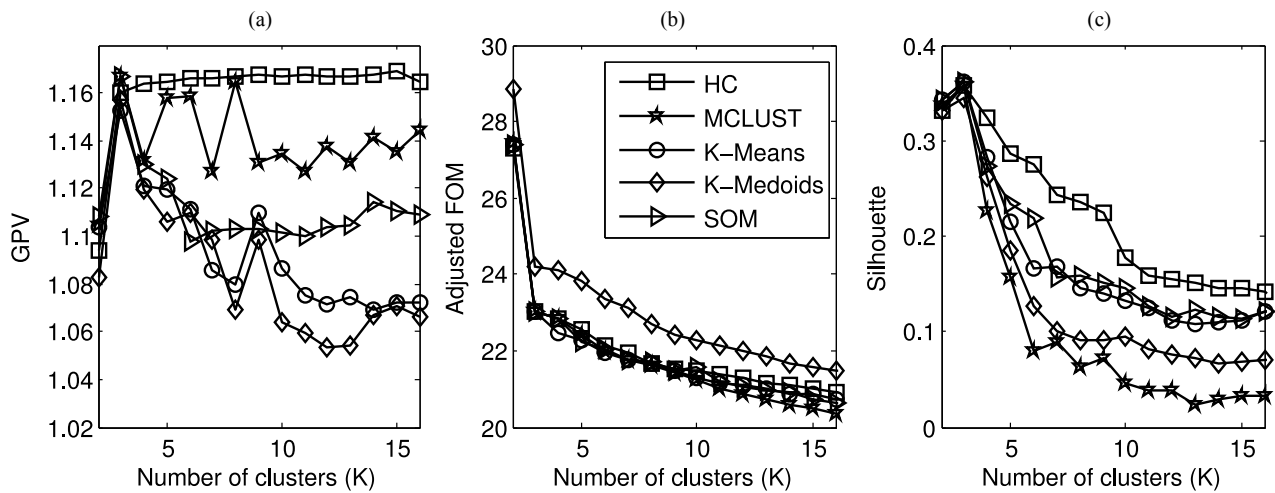 (a)
(b)
(c)
GPV
1.16
1.14
1.12
1.1
1.08
1.06
1.04
1.02
5
10
15
Number of clusters (K)
Adjusted FOM
30
28
26
24
22
20
HC
MCLUST
K-Means
K-Medoids
SOM
5
10
15
Number of clusters (K)
Silhouette
0.4
0.3
0.2
0.1
0
5
10
15
Number of clusters (K)